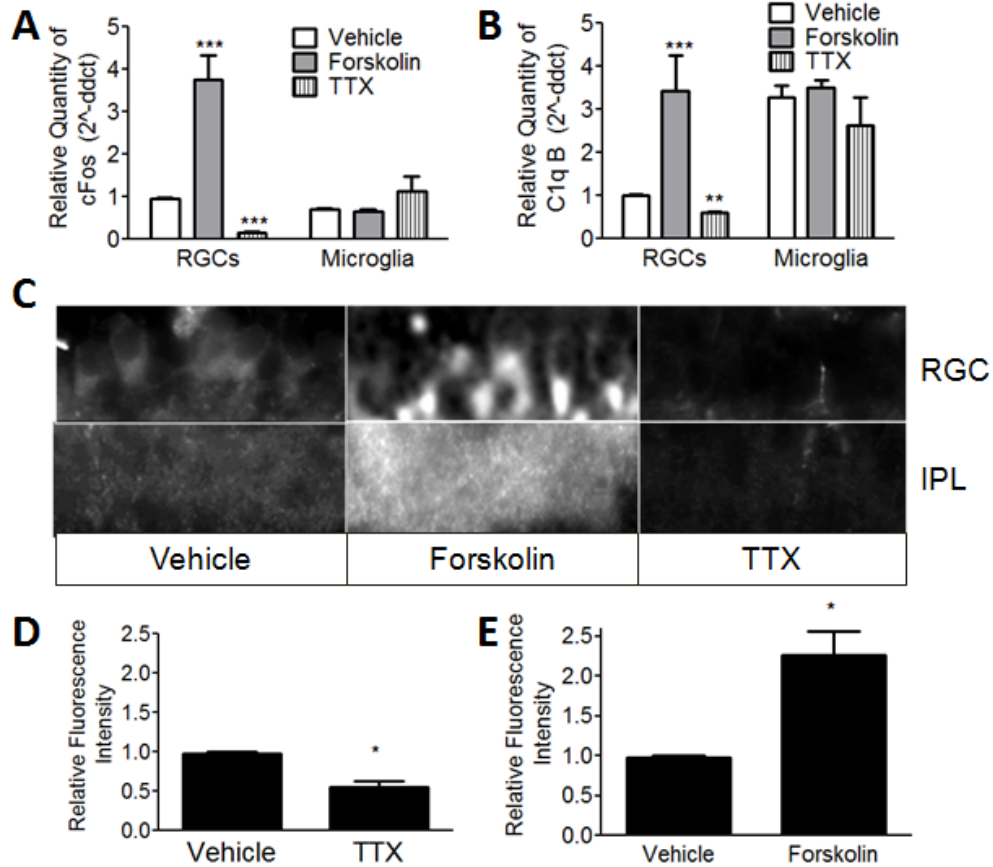 A
Relative Quantity of
cFos (2^-ddct)
5
4
3
2
1
0
***
***
Vehicle
Forskolin
TTX
RGCs
Microglia
B
Relative Quantity of
C1q B (2^-ddct)
5
4
3
2
1
0
***
**
Vehicle
Forskolin
TTX
RGCs
Microglia
C
RGC
IPL
Vehicle
Forskolin
TTX
D
Relative Fluorescence
Intensity
2.5
2.0
1.5
1.0
0.5
0.0
*
Vehicle
TTX
E
Relative Fluorescence
Intensity
2.5
2.0
1.5
1.0
0.5
0.0
*
Vehicle
Forskolin